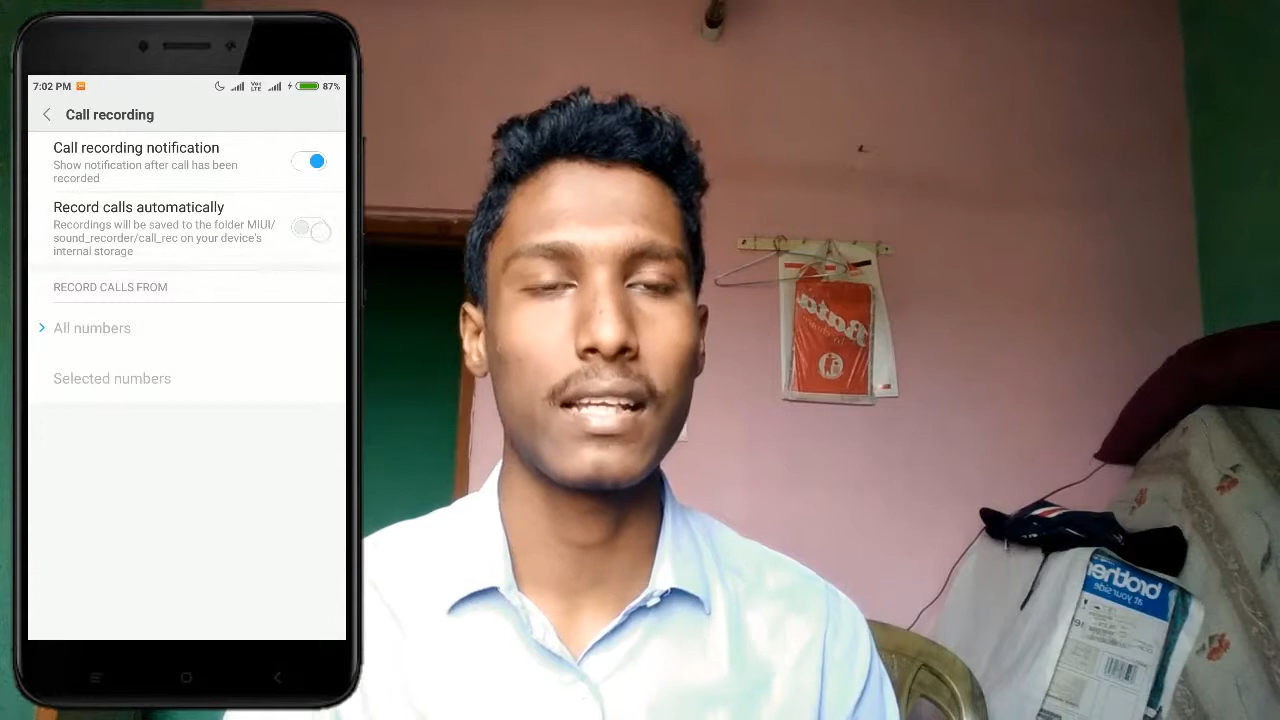 7:02 PM
87%
Call recording
Call recording notification
Show notification after call has been
recorded
Record calls automatically
Recordings will be saved to the folder MIUI/
sound_recorder/call_rec on your device's
internal storage
RECORD CALLS FROM
All numbers
Selected numbers
Bata
brother
at your side